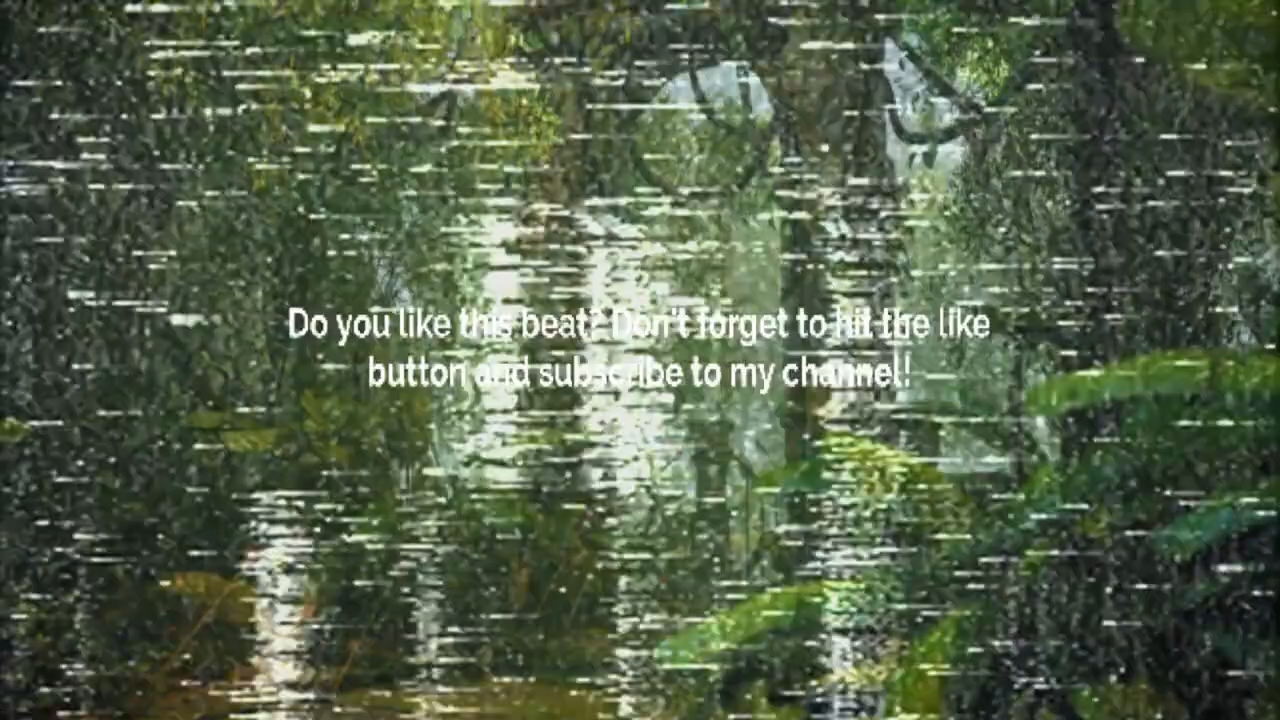 Do you like this beat? Don't forget to hit the like
button and subscribe to my channel!